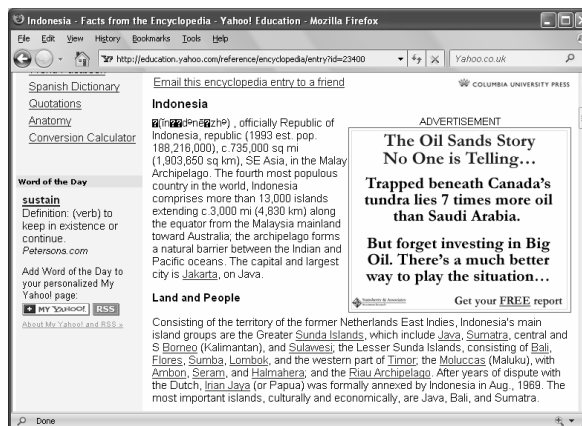 Indonesia - Facts from the Encyclopedia - Yahoo! Education - Mozilla Firefox
File Edit View History Bookmarks Tools Help
http://education.yahoo.com/reference/encyclopedia/entry?id=23400
Yahoo.co.uk
Spanish Dictionary
Quotations
Anatomy
Conversion Calculator
Word of the Day
sustain
Definition: (verb) to
keep in existence or
continue.
Petersons.com
Add Word of the Day to
your personalized My
Yahoo! page:
MY YAHOO! RSS
About My Yahoo! and RSS »
Email this encyclopedia entry to a friend
COLUMBIA UNIVERSITY PRESS
Indonesia
, officially Republic of
Indonesia, republic (1993 est. pop.
188,216,000), c.735,000 sq mi
(1,903,650 sq km), SE Asia, in the Malay
Archipelago. The fourth most populous
country in the world, Indonesia
comprises more than 13,000 islands
extending c.3,000 mi (4,830 km) along
the equator from the Malaysia mainland
toward Australia; the archipelago forms
a natural barrier between the Indian and
Pacific oceans. The capital and largest
city is Jakarta, on Java.
ADVERTISEMENT
The Oil Sands Story
No One is Telling...
Trapped beneath Canada's
tundra lies 7 times more oil
than Saudi Arabia.
But forget investing in Big
Oil. There's a much better
way to play the situation...
Get your FREE report
Land and People
Consisting of the territory of the former Netherlands East Indies, Indonesia's main
island groups are the Greater Sunda Islands, which include Java, Sumatra, central and
S Borneo (Kalimantan), and Sulawesi; the Lesser Sunda Islands, consisting of Bali,
Flores, Sumba, Lombok, and the western part of Timor; the Moluccas (Maluku), with
Ambon, Seram, and Halmahera; and the Riau Archipelago. After years of dispute with
the Dutch, Irian Jaya (or Papua) was formally annexed by Indonesia in Aug., 1969. The
most important islands, culturally and economically, are Java, Bali, and Sumatra.
Done